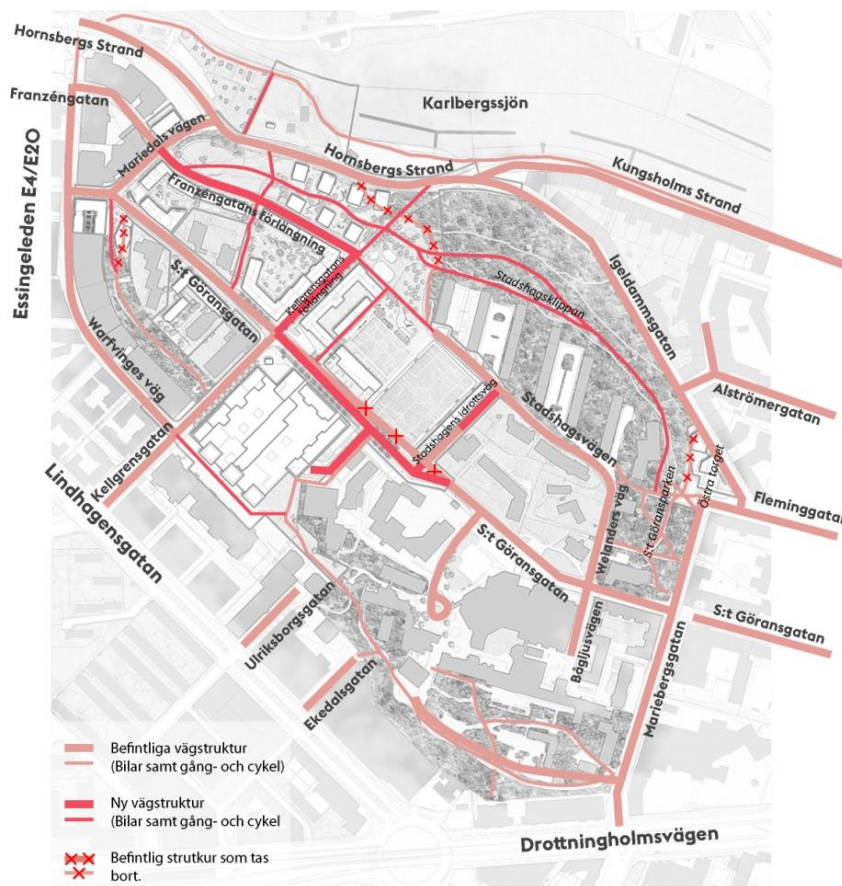 Hornsbergs Strand
Franzéngatan
Karlbergssjön
Mariedals vägen
Hornsbergs Strand
Kungsholms Strand
Essingeleden E4/E20
Franzéngatans förlängning
Kellgrensgatans
förlängning
Igeldammsgatan
S:t Göransgatan
Stadshagsklippan
Warfvinges väg
Alströmergatan
Stadshagens idrottsväg
Stadshagsvägen
Kellgrensgatan
Östra torget
Lindhagensgatan
S:t Göransparken
Fleminggatan
Welanders väg
S:t Göransgatan
S:t Göransgatan
Ulriksborgsgatan
Bågljusvägen
Mariebergsgatan
Ekedalsgatan
Befintliga vägstruktur
(Bilar samt gång- och cykel)
Ny vägstruktur
(Bilar samt gång- och cykel
Befintlig strutkur som tas
bort.
Drottningholmsvägen